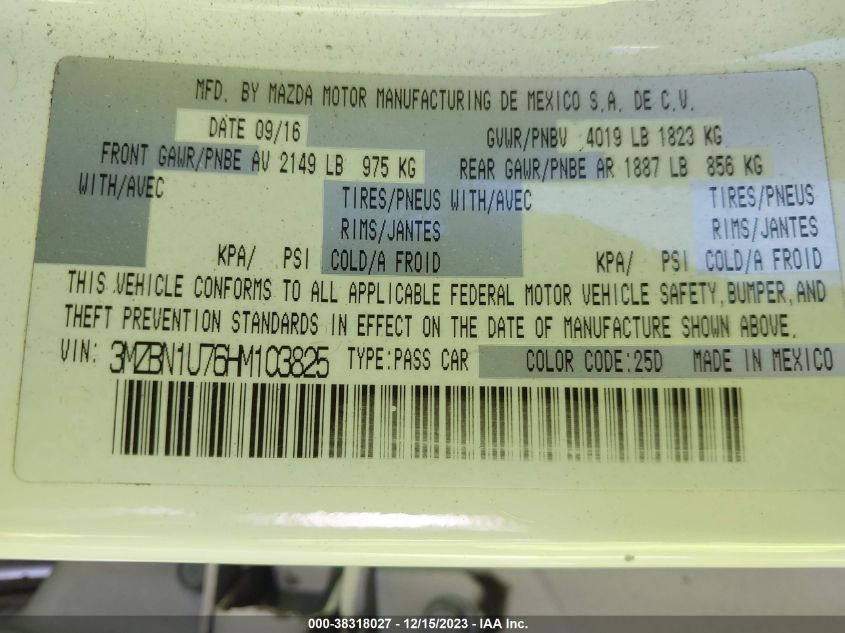 MFD. BY MAZDA MOTOR MANUFACTURING DE MEXICO S.A. DE C.V.
DATE 09/16 GVWR/PNBV 4019 LB 1823 KG
FRONT GAWR/PNBE AV 2149 LB 975 KG REAR GAWR/PNBE AR 1887 LB 856 KG
WITH/AVEC TIRES/PNEUS WITH/AVEC TIRES/PNEUS
RIMS/JANTES RIMS/JANTES
KPA/ PSI COLD/A FROID KPA/ PSI COLD/A FROID
THIS VEHICLE CONFORMS TO ALL APPLICABLE FEDERAL MOTOR VEHICLE SAFETY, BUMPER, AND
THEFT PREVENTION STANDARDS IN EFFECT ON THE DATE OF MANUFACTURE SHOWN ABOVE.
VIN: 3MZBN1U76HM103825 TYPE:PASS CAR COLOR CODE:25D MADE IN MEXICO
000-38318027 - 12/15/2023 - IAA Inc.